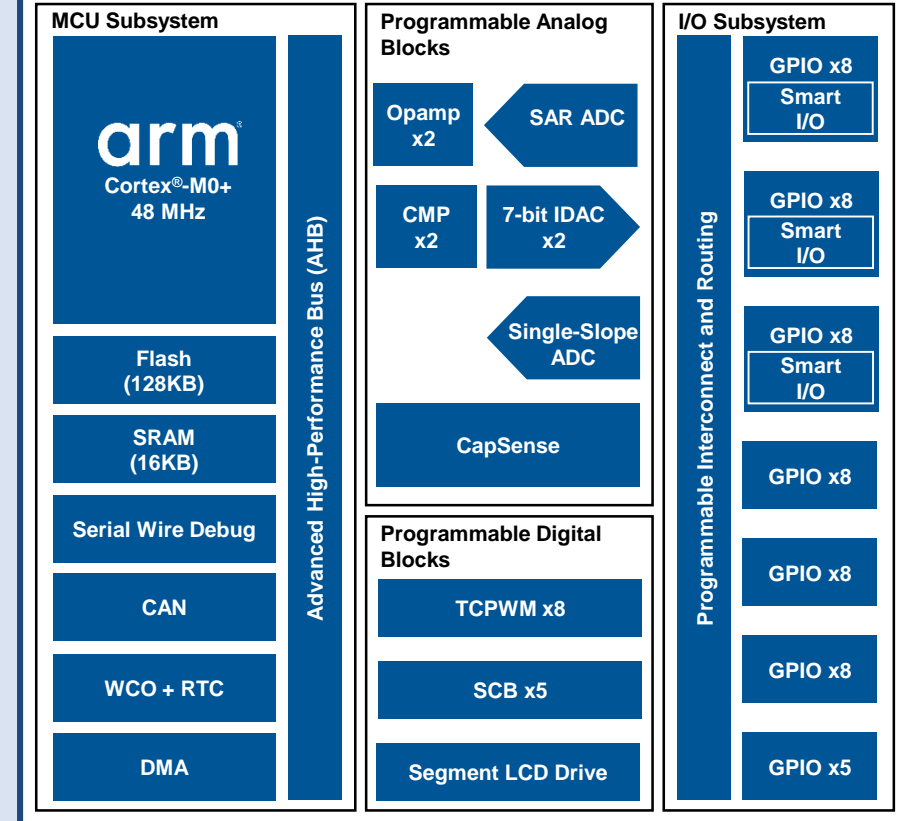 MCU Subsystem
arm®
Cortex®-M0+
48 MHz
Flash
(128KB)
SRAM
(16KB)
Serial Wire Debug
CAN
WCO + RTC
DMA
Advanced High-Performance Bus (AHB)
Programmable Analog
Blocks
Opamp
x2
SAR ADC
CMP
x2
7-bit IDAC
x2
Single-Slope
ADC
CapSense
Programmable Digital
Blocks
TCPWM x8
SCB x5
Segment LCD Drive
I/O Subsystem
Programmable Interconnect and Routing
GPIO x8
Smart
I/O
GPIO x8
Smart
I/O
GPIO x8
Smart
I/O
GPIO x8
GPIO x8
GPIO x8
GPIO x5